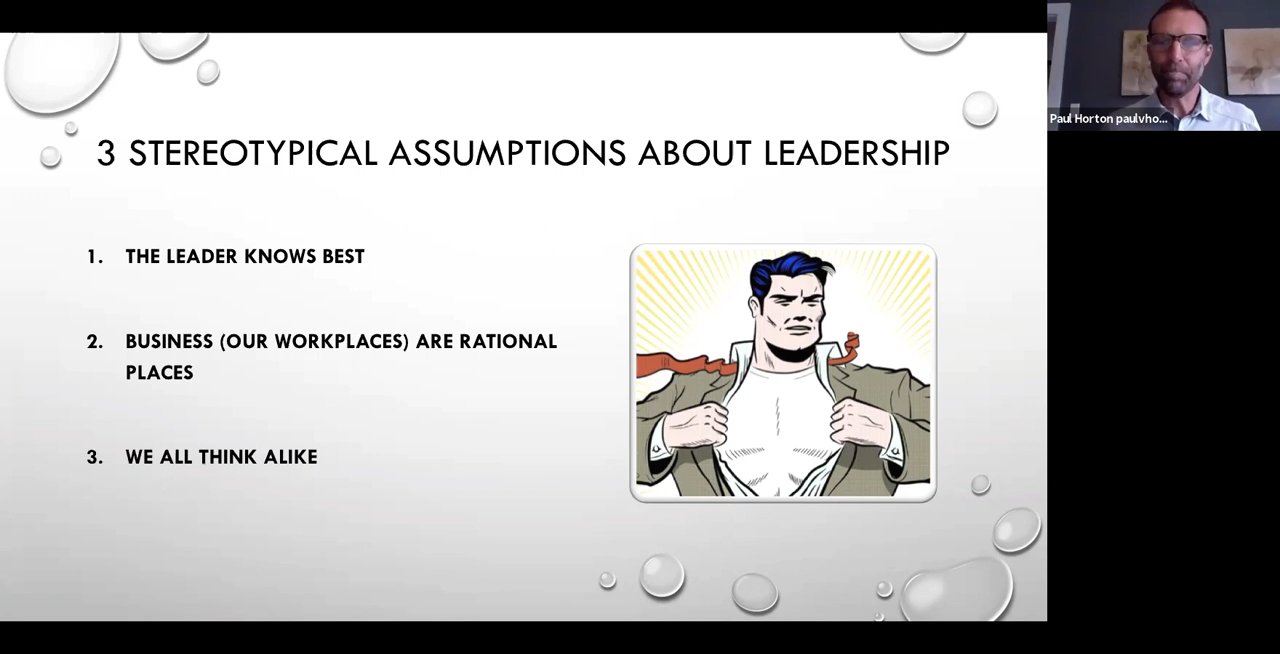 3 STEREOTYPICAL ASSUMPTIONS ABOUT LEADERSHIP
1. THE LEADER KNOWS BEST
2. BUSINESS (OUR WORKPLACES) ARE RATIONAL
PLACES
3. WE ALL THINK ALIKE
Paul Horton paulvho...